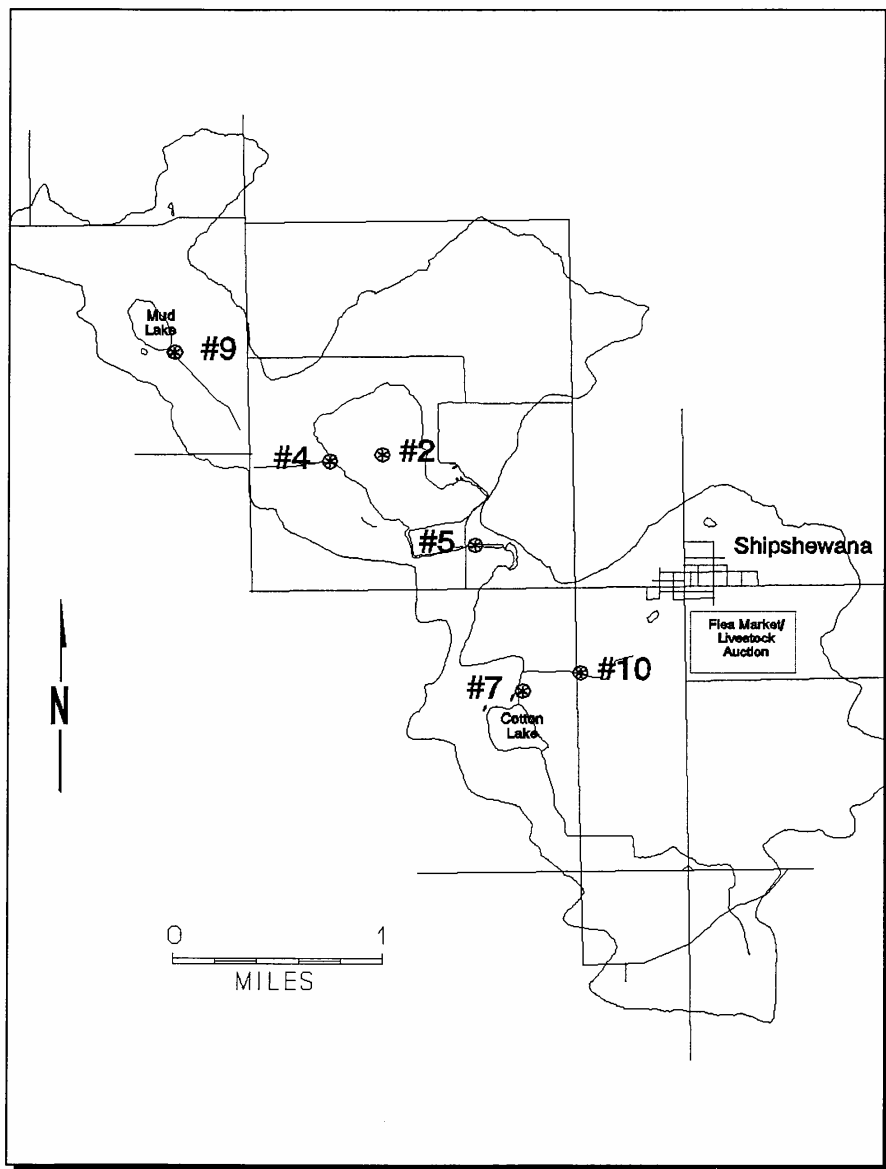 Mud
Lake
#9
#4
#2
#5
Shipshewana
Flea Market/
Livestock
Auction
#10
#7
Cotton
Lake
N
0 1
MILES